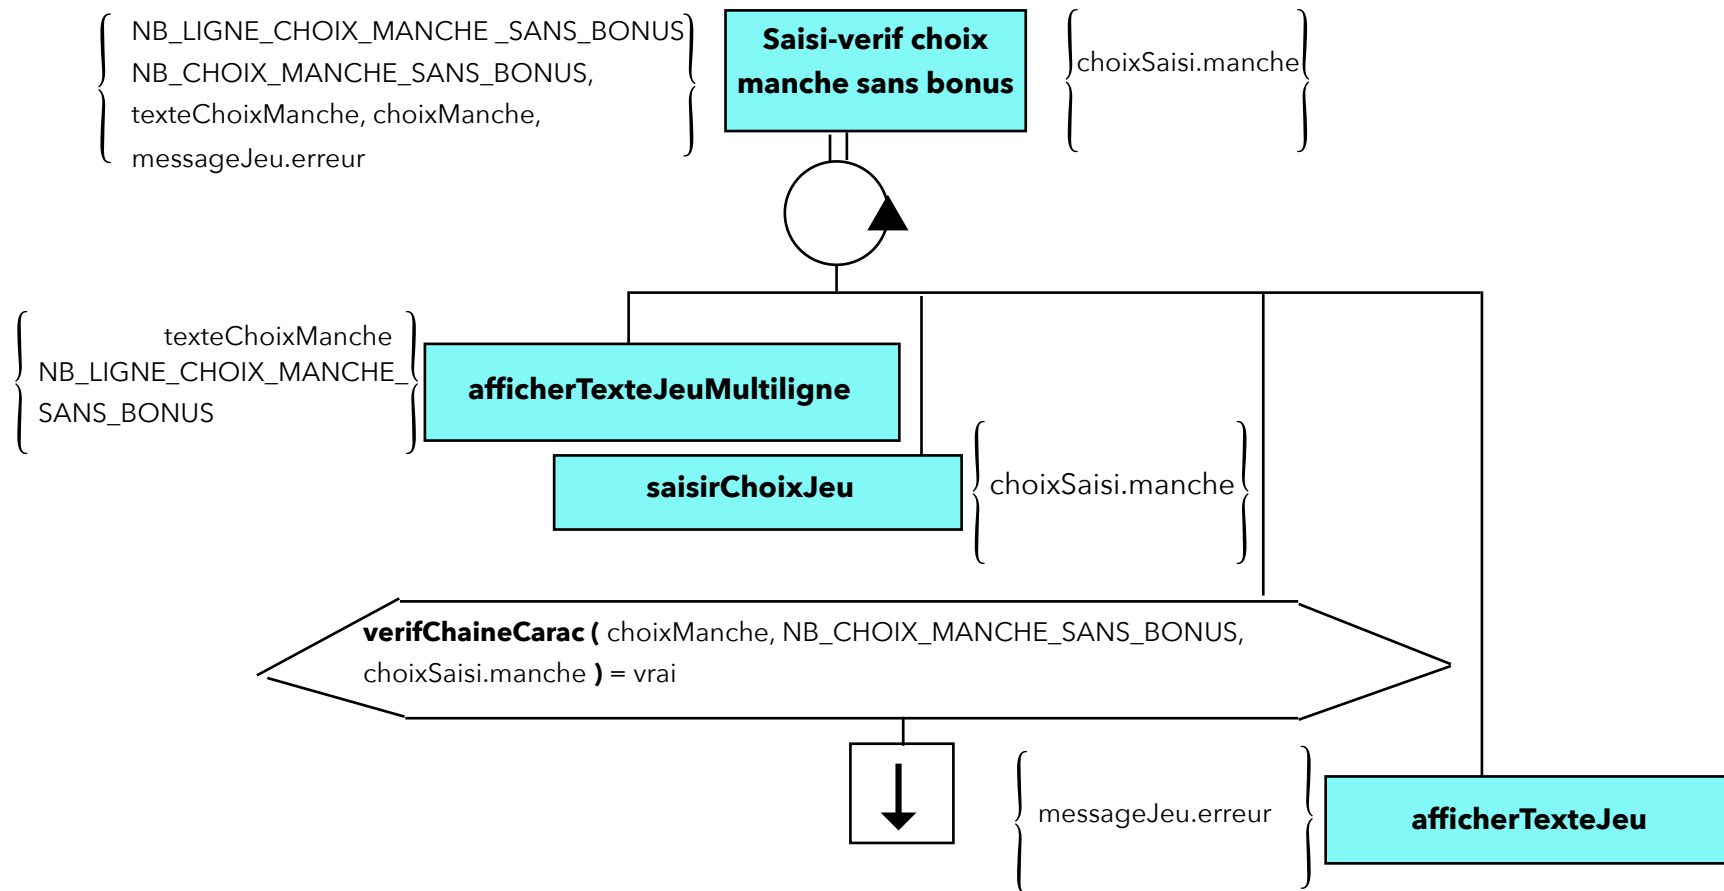 NB_LIGNE_CHOIX_MANCHE _SANS_BONUS
NB_CHOIX_MANCHE_SANS_BONUS,
texteChoixManche, choixManche,
messageJeu.erreur
Saisi-verif choix
manche sans bonus
choixSaisi.manche
texteChoixManche
NB_LIGNE_CHOIX_MANCHE_
SANS_BONUS
afficherTexteJeuMultiligne
saisirChoixJeu
choixSaisi.manche
verifChaineCarac ( choixManche, NB_CHOIX_MANCHE_SANS_BONUS,
choixSaisi.manche ) = vrai
messageJeu.erreur
afficherTexteJeu